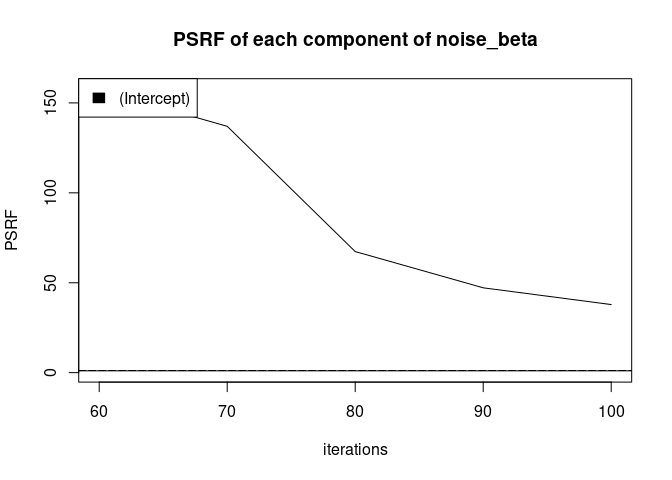 PSRF of each component of noise_beta
(Intercept)
150
100
50
0
PSRF
60 70 80 90 100
iterations